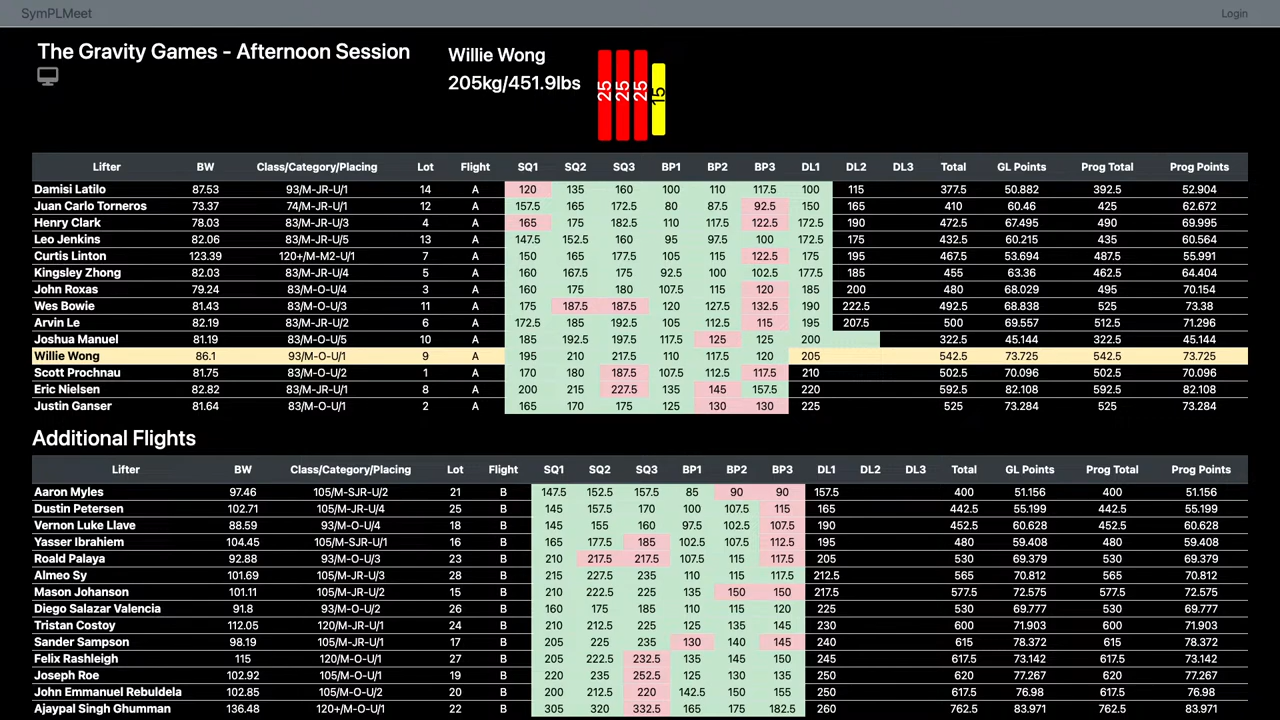 SymPLMeet Login
The Gravity Games - Afternoon Session
Willie Wong
205kg/451.9lbs
25 25 25 15
Lifter BW Class/Category/Placing Lot Flight SQ1 SQ2 SQ3 BP1 BP2 BP3 DL1 DL2 DL3 Total GL Points Prog Total Prog Points
Damisi Latilo 87.53 93/M-JR-U/1 14 A 120 135 160 100 110 117.5 100 115 377.5 50.882 392.5 52.904
Juan Carlo Torneros 73.37 74/M-JR-U/1 12 A 157.5 165 172.5 80 87.5 92.5 150 165 410 60.46 425 62.672
Henry Clark 78.03 83/M-JR-U/3 4 A 165 175 182.5 110 117.5 122.5 172.5 190 472.5 67.495 490 69.995
Leo Jenkins 82.06 83/M-JR-U/5 13 A 147.5 152.5 160 95 97.5 100 172.5 175 432.5 60.215 435 60.564
Curtis Linton 123.39 120+/M-M2-U/1 7 A 150 165 177.5 105 115 122.5 175 195 467.5 53.694 487.5 55.991
Kingsley Zhong 82.03 83/M-JR-U/4 5 A 160 167.5 175 92.5 100 102.5 177.5 185 455 63.36 462.5 64.404
John Roxas 79.24 83/M-O-U/4 3 A 160 175 180 107.5 115 120 185 200 480 68.029 495 70.154
Wes Bowie 81.43 83/M-O-U/3 11 A 175 187.5 187.5 120 127.5 132.5 190 222.5 492.5 68.838 525 73.38
Arvin Le 82.19 83/M-JR-U/2 6 A 172.5 185 192.5 105 112.5 115 195 207.5 500 69.557 512.5 71.296
Joshua Manuel 81.19 83/M-O-U/5 10 A 185 192.5 197.5 117.5 125 125 200 322.5 45.144 322.5 45.144
Willie Wong 86.1 93/M-O-U/1 9 A 195 210 217.5 110 117.5 120 205 542.5 73.725 542.5 73.725
Scott Prochnau 81.75 83/M-O-U/2 1 A 170 180 187.5 107.5 112.5 117.5 210 502.5 70.096 502.5 70.096
Eric Nielsen 82.82 83/M-JR-U/1 8 A 200 215 227.5 135 145 157.5 220 592.5 82.108 592.5 82.108
Justin Ganser 81.64 83/M-O-U/1 2 A 165 170 175 125 130 130 225 525 73.284 525 73.284
Additional Flights
Lifter BW Class/Category/Placing Lot Flight SQ1 SQ2 SQ3 BP1 BP2 BP3 DL1 DL2 DL3 Total GL Points Prog Total Prog Points
Aaron Myles 97.46 105/M-SJR-U/2 21 B 147.5 152.5 157.5 85 90 90 157.5 400 51.156 400 51.156
Dustin Petersen 102.71 105/M-JR-U/4 25 B 145 157.5 170 100 107.5 115 165 442.5 55.199 442.5 55.199
Vernon Luke Llave 88.59 93/M-O-U/4 18 B 145 155 160 97.5 102.5 107.5 190 452.5 60.628 452.5 60.628
Yasser Ibrahiem 104.45 105/M-SJR-U/1 16 B 165 177.5 185 102.5 107.5 112.5 190 480 59.408 480 59.408
Roald Palaya 92.88 93/M-O-U/3 23 B 210 217.5 217.5 107.5 115 117.5 205 530 69.379 530 69.379
Almeo Sy 101.69 105/M-JR-U/3 28 B 215 227.5 235 110 115 117.5 212.5 565 70.812 565 70.812
Mason Johanson 101.11 105/M-JR-U/2 15 B 210 222.5 225 135 150 150 217.5 577.5 72.575 577.5 72.575
Diego Salazar Valencia 91.8 93/M-O-U/2 26 B 160 175 185 110 115 120 225 530 69.777 530 69.777
Tristan Costoy 112.05 120/M-JR-U/1 24 B 210 212.5 225 125 135 145 230 600 71.903 600 71.903
Sander Sampson 98.19 105/M-JR-U/1 17 B 205 225 235 130 140 145 240 615 78.372 615 78.372
Felix Rashleigh 115 120/M-O-U/1 27 B 205 222.5 232.5 135 145 150 245 617.5 73.142 617.5 73.142
Joseph Roe 102.92 105/M-O-U/1 19 B 220 235 252.5 125 130 135 250 620 77.267 620 77.267
John Emmanuel Rebuldela 102.85 105/M-O-U/2 20 B 200 212.5 220 142.5 150 155 250 617.5 76.98 617.5 76.98
Ajaypal Singh Ghumman 136.48 120+/M-O-U/1 22 B 305 320 332.5 165 175 182.5 260 762.5 83.971 762.5 83.971